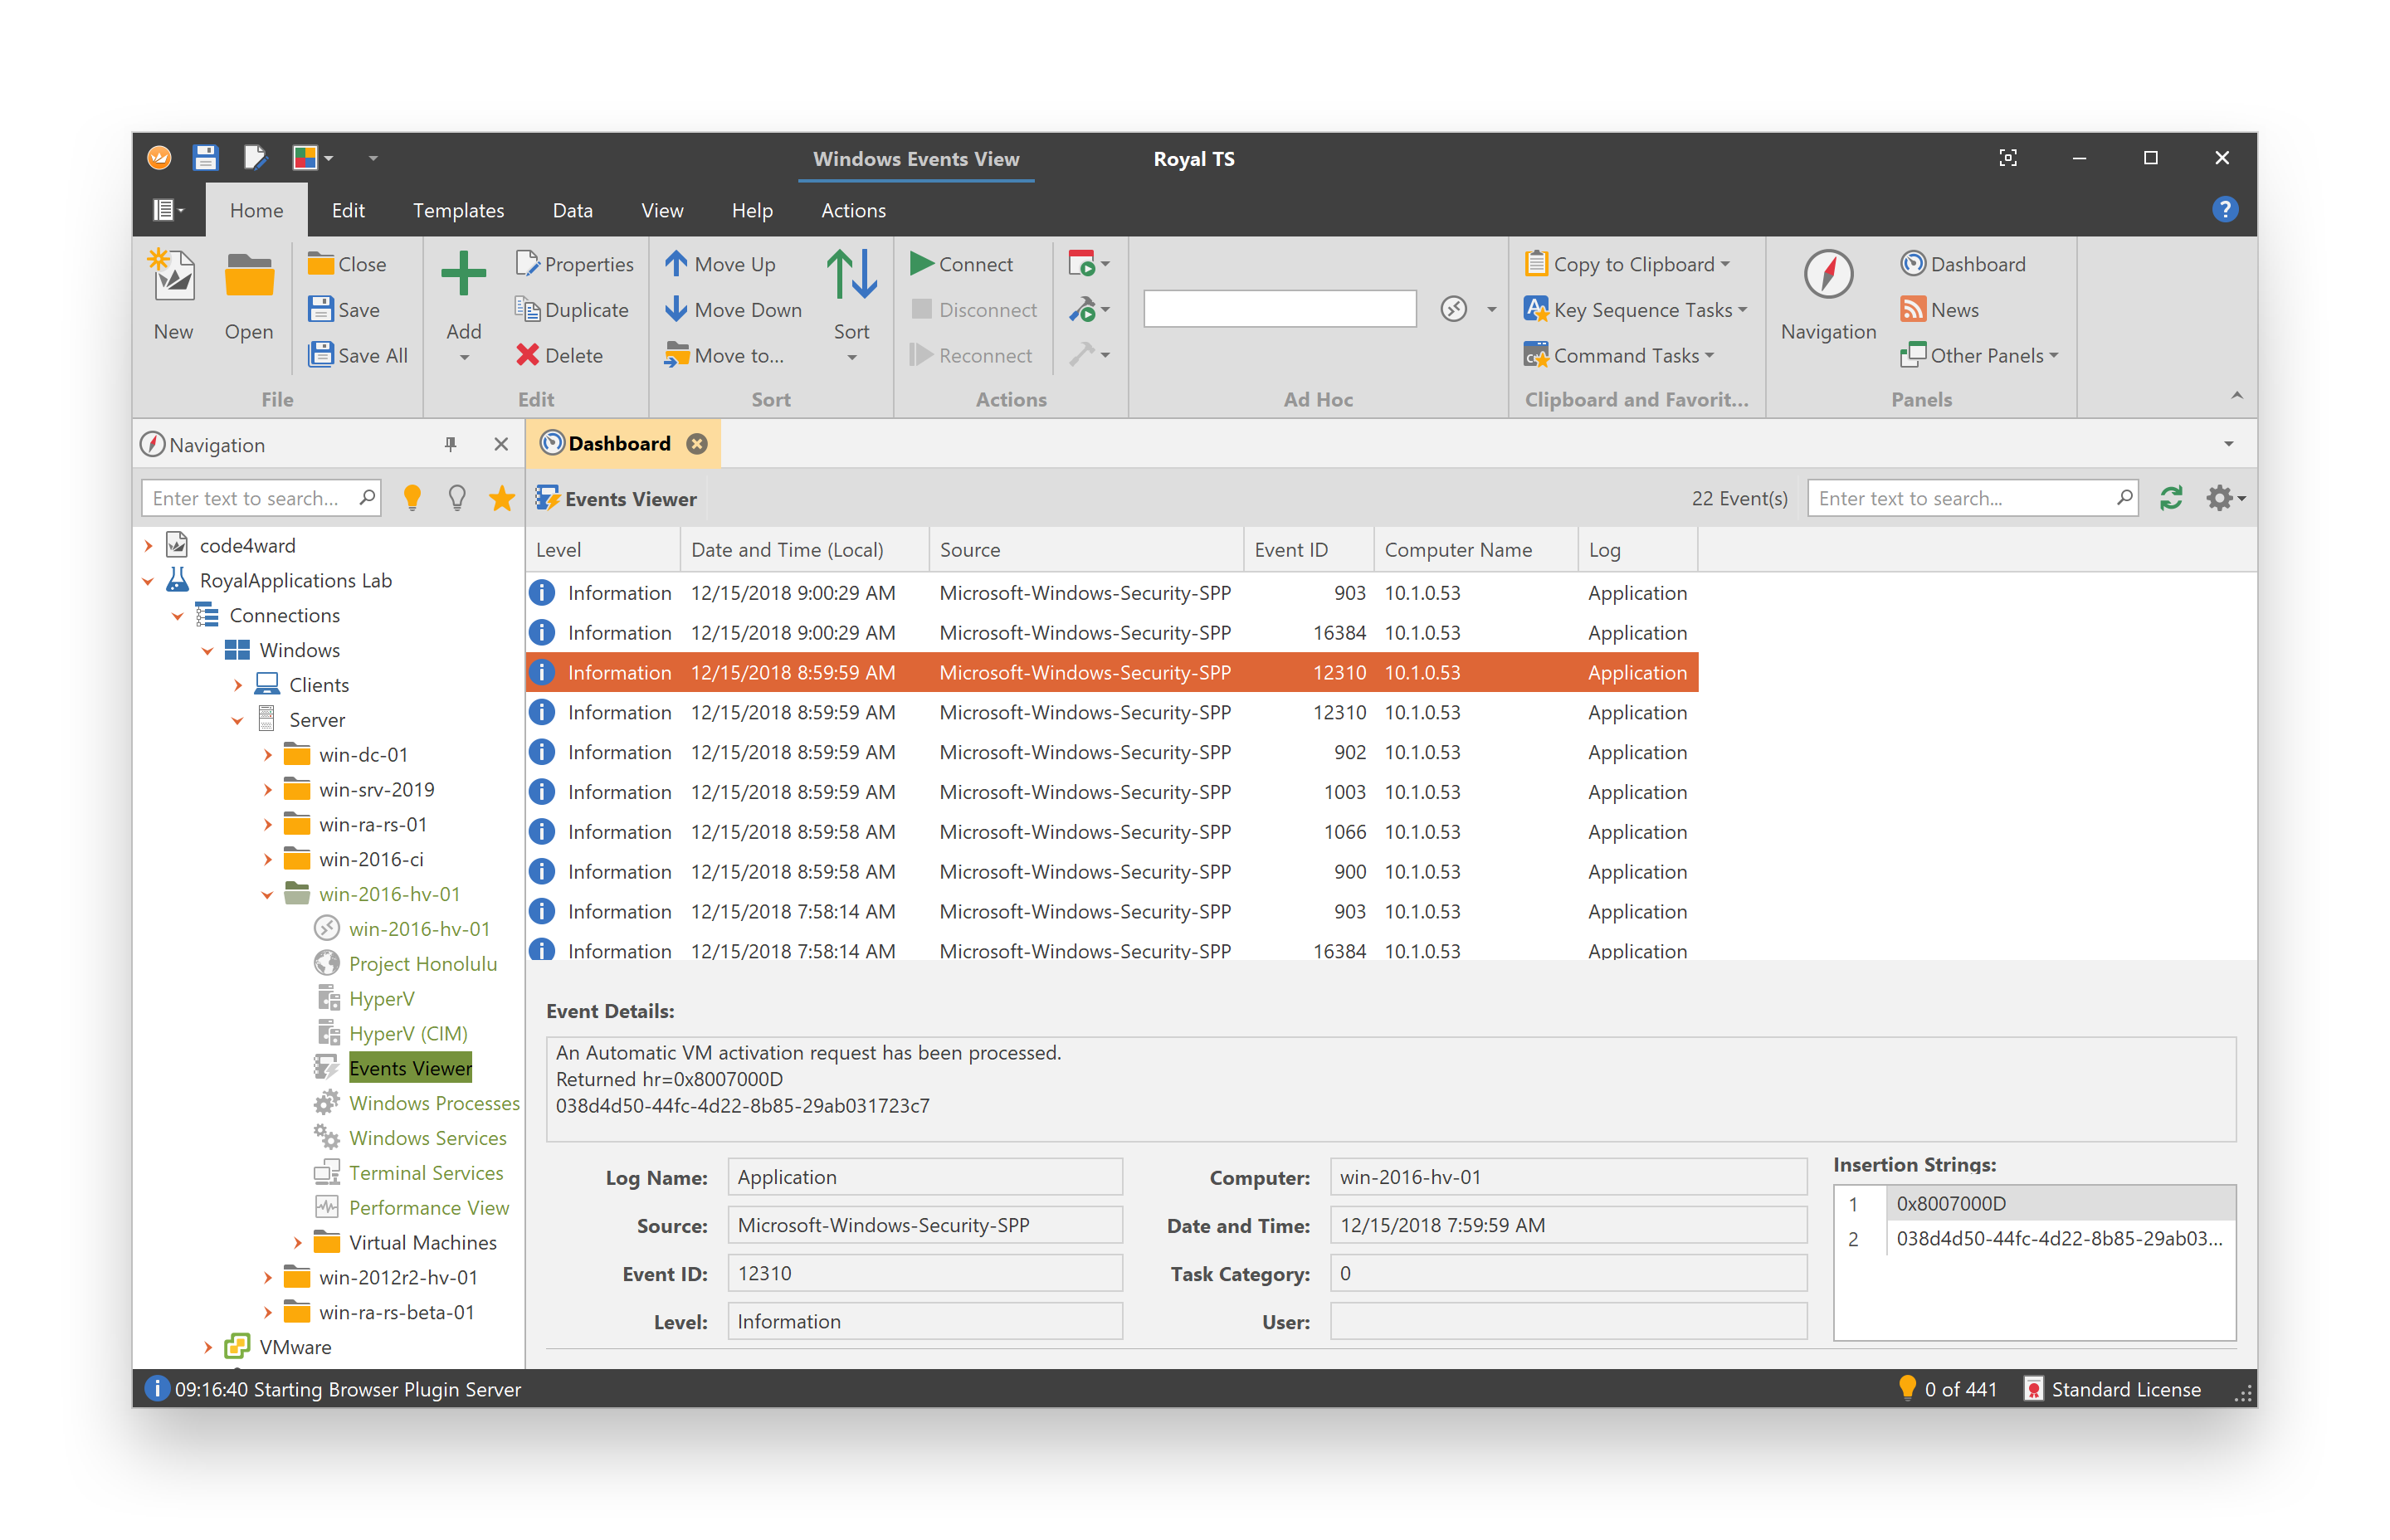 Windows Events View Royal TS
Home Edit Templates Data View Help Actions ?
New Open Close Save Save All
File
Add Properties Duplicate Delete
Edit
Move Up Move Down Move to... Sort
Sort
Connect Disconnect Reconnect
Actions
Ad Hoc
Copy to Clipboard
Key Sequence Tasks
Command Tasks
Clipboard and Favorit...
Navigation Dashboard News Other Panels
Panels
Navigation
Enter text to search...
code4ward
RoyalApplications Lab
Connections
Windows
Clients
Server
win-dc-01
win-srv-2019
win-ra-rs-01
win-2016-ci
win-2016-hv-01
win-2016-hv-01
Project Honolulu
HyperV
HyperV (CIM)
Events Viewer
Windows Processes
Windows Services
Terminal Services
Performance View
Virtual Machines
win-2012r2-hv-01
win-ra-rs-beta-01
VMware
Dashboard
Events Viewer 22 Event(s) Enter text to search...
Level Date and Time (Local) Source Event ID Computer Name Log
Information 12/15/2018 9:00:29 AM Microsoft-Windows-Security-SPP 903 10.1.0.53 Application
Information 12/15/2018 9:00:29 AM Microsoft-Windows-Security-SPP 16384 10.1.0.53 Application
Information 12/15/2018 8:59:59 AM Microsoft-Windows-Security-SPP 12310 10.1.0.53 Application
Information 12/15/2018 8:59:59 AM Microsoft-Windows-Security-SPP 12310 10.1.0.53 Application
Information 12/15/2018 8:59:59 AM Microsoft-Windows-Security-SPP 902 10.1.0.53 Application
Information 12/15/2018 8:59:59 AM Microsoft-Windows-Security-SPP 1003 10.1.0.53 Application
Information 12/15/2018 8:59:58 AM Microsoft-Windows-Security-SPP 1066 10.1.0.53 Application
Information 12/15/2018 8:59:58 AM Microsoft-Windows-Security-SPP 900 10.1.0.53 Application
Information 12/15/2018 7:58:14 AM Microsoft-Windows-Security-SPP 903 10.1.0.53 Application
Information 12/15/2018 7:58:14 AM Microsoft-Windows-Security-SPP 16384 10.1.0.53 Application
Event Details:
An Automatic VM activation request has been processed.
Returned hr=0x8007000D
038d4d50-44fc-4d22-8b85-29ab031723c7
Log Name: Application
Source: Microsoft-Windows-Security-SPP
Event ID: 12310
Level: Information
Computer: win-2016-hv-01
Date and Time: 12/15/2018 7:59:59 AM
Task Category: 0
User:
Insertion Strings:
1 0x8007000D
2 038d4d50-44fc-4d22-8b85-29ab03...
09:16:40 Starting Browser Plugin Server 0 of 441 Standard License